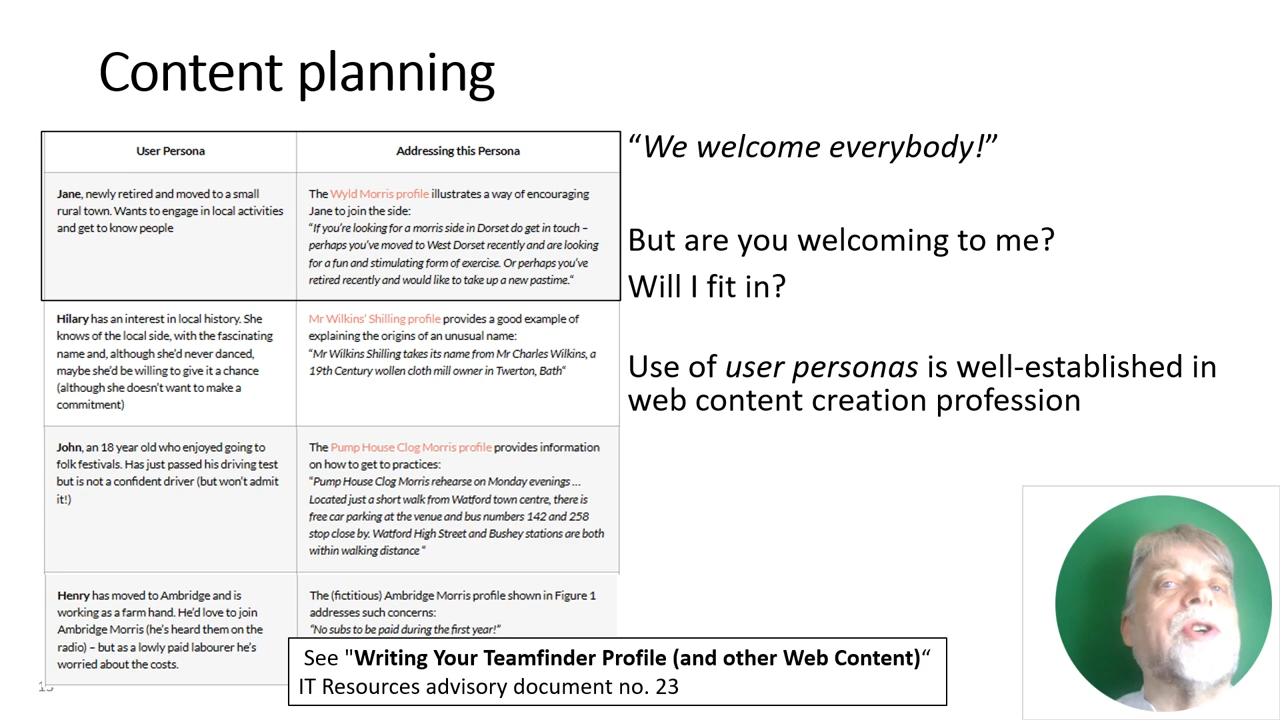 Content planning
User Persona
Addressing this Persona
Jane, newly retired and moved to a small
rural town. Wants to engage in local activities
and get to know people
The Wyld Morris profile illustrates a way of encouraging
Jane to join the side:
"If you're looking for a morris side in Dorset do get in touch –
perhaps you've moved to West Dorset recently and are looking
for a fun and stimulating form of exercise. Or perhaps you've
retired recently and would like to take up a new pastime."
Hilary has an interest in local history. She
knows of the local side, with the fascinating
name and, although she'd never danced,
maybe she'd be willing to give it a chance
(although she doesn't want to make a
commitment)
Mr Wilkins' Shilling profile provides a good example of
explaining the origins of an unusual name:
"Mr Wilkins Shilling takes its name from Mr Charles Wilkins, a
19th Century wollen cloth mill owner in Twerton, Bath"
John, an 18 year old who enjoyed going to
folk festivals. Has just passed his driving test
but is not a confident driver (but won't admit
it!)
The Pump House Clog Morris profile provides information
on how to get to practices:
"Pump House Clog Morris rehearse on Monday evenings ...
Located just a short walk from Watford town centre, there is
free car parking at the venue and bus numbers 142 and 258
stop close by. Watford High Street and Bushey stations are both
within walking distance "
Henry has moved to Ambridge and is
working as a farm hand. He'd love to join
Ambridge Morris (he's heard them on the
radio) – but as a lowly paid labourer he's
worried about the costs.
The (fictitious) Ambridge Morris profile shown in Figure 1
addresses such concerns:
"No subs to be paid during the first year!"
“We welcome everybody!”
But are you welcoming to me?
Will I fit in?
Use of user personas is well-established in
web content creation profession
See "Writing Your Teamfinder Profile (and other Web Content)“
IT Resources advisory document no. 23